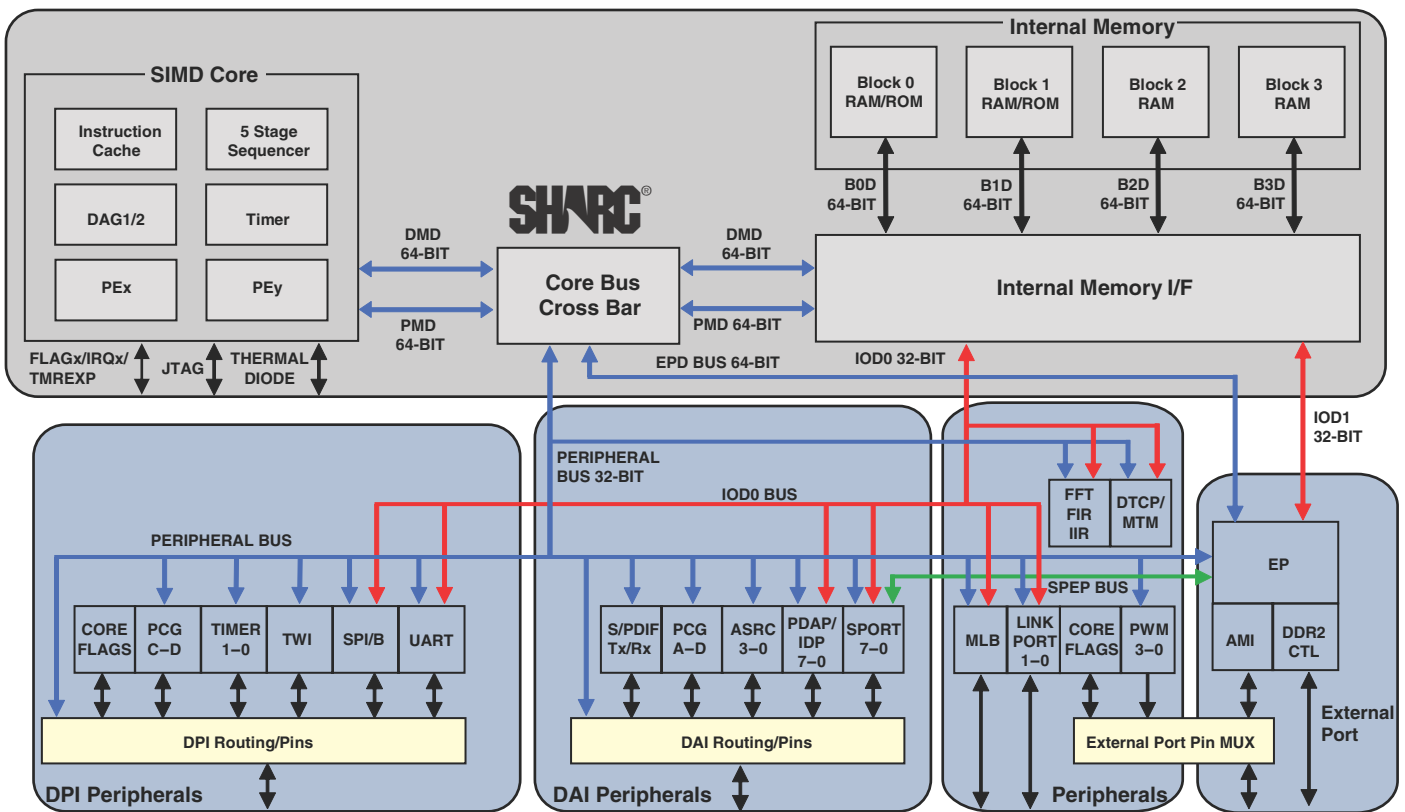 Internal Memory
SIMD Core
Block 0
RAM/ROM
Block 1
RAM/ROM
Block 2
RAM
Block 3
RAM
Instruction
Cache
5 Stage
Sequencer
DAG1/2
Timer
PEx
PEy
B0D
64-BIT
B1D
64-BIT
B2D
64-BIT
B3D
64-BIT
SHARC®
DMD
64-BIT
DMD
64-BIT
Core Bus
Cross Bar
Internal Memory I/F
PMD
64-BIT
PMD 64-BIT
FLAGx/IRQx/
TMREXP
JTAG
THERMAL
DIODE
EPD BUS 64-BIT
IOD0 32-BIT
IOD1
32-BIT
PERIPHERAL
BUS 32-BIT
IOD0 BUS
FFT
FIR
IIR
DTCP/
MTM
PERIPHERAL BUS
SPEP BUS
EP
CORE
FLAGS
PCG
C–D
TIMER
1–0
TWI
SPI/B
UART
S/PDIF
Tx/Rx
PCG
A–D
ASRC
3–0
PDAP/
IDP
7–0
SPORT
7–0
MLB
LINK
PORT
1–0
CORE
FLAGS
PWM
3–0
AMI
DDR2
CTL
DPI Routing/Pins
DAI Routing/Pins
External Port Pin MUX
External
Port
DPI Peripherals
DAI Peripherals
Peripherals